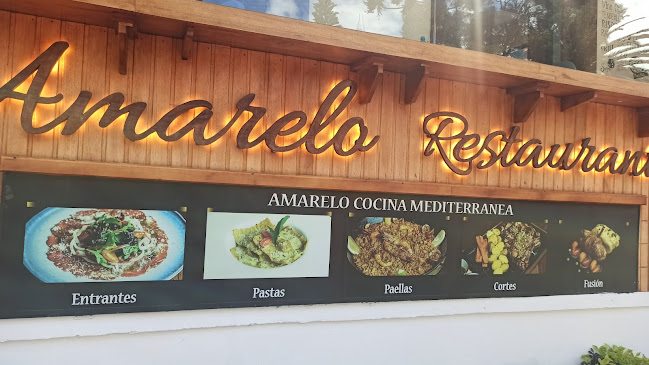 Amarelo Restaurant
AMARELO COCINA MEDITERRANEA
Entrantes
Pastas
Paellas
Cortes
Fusión